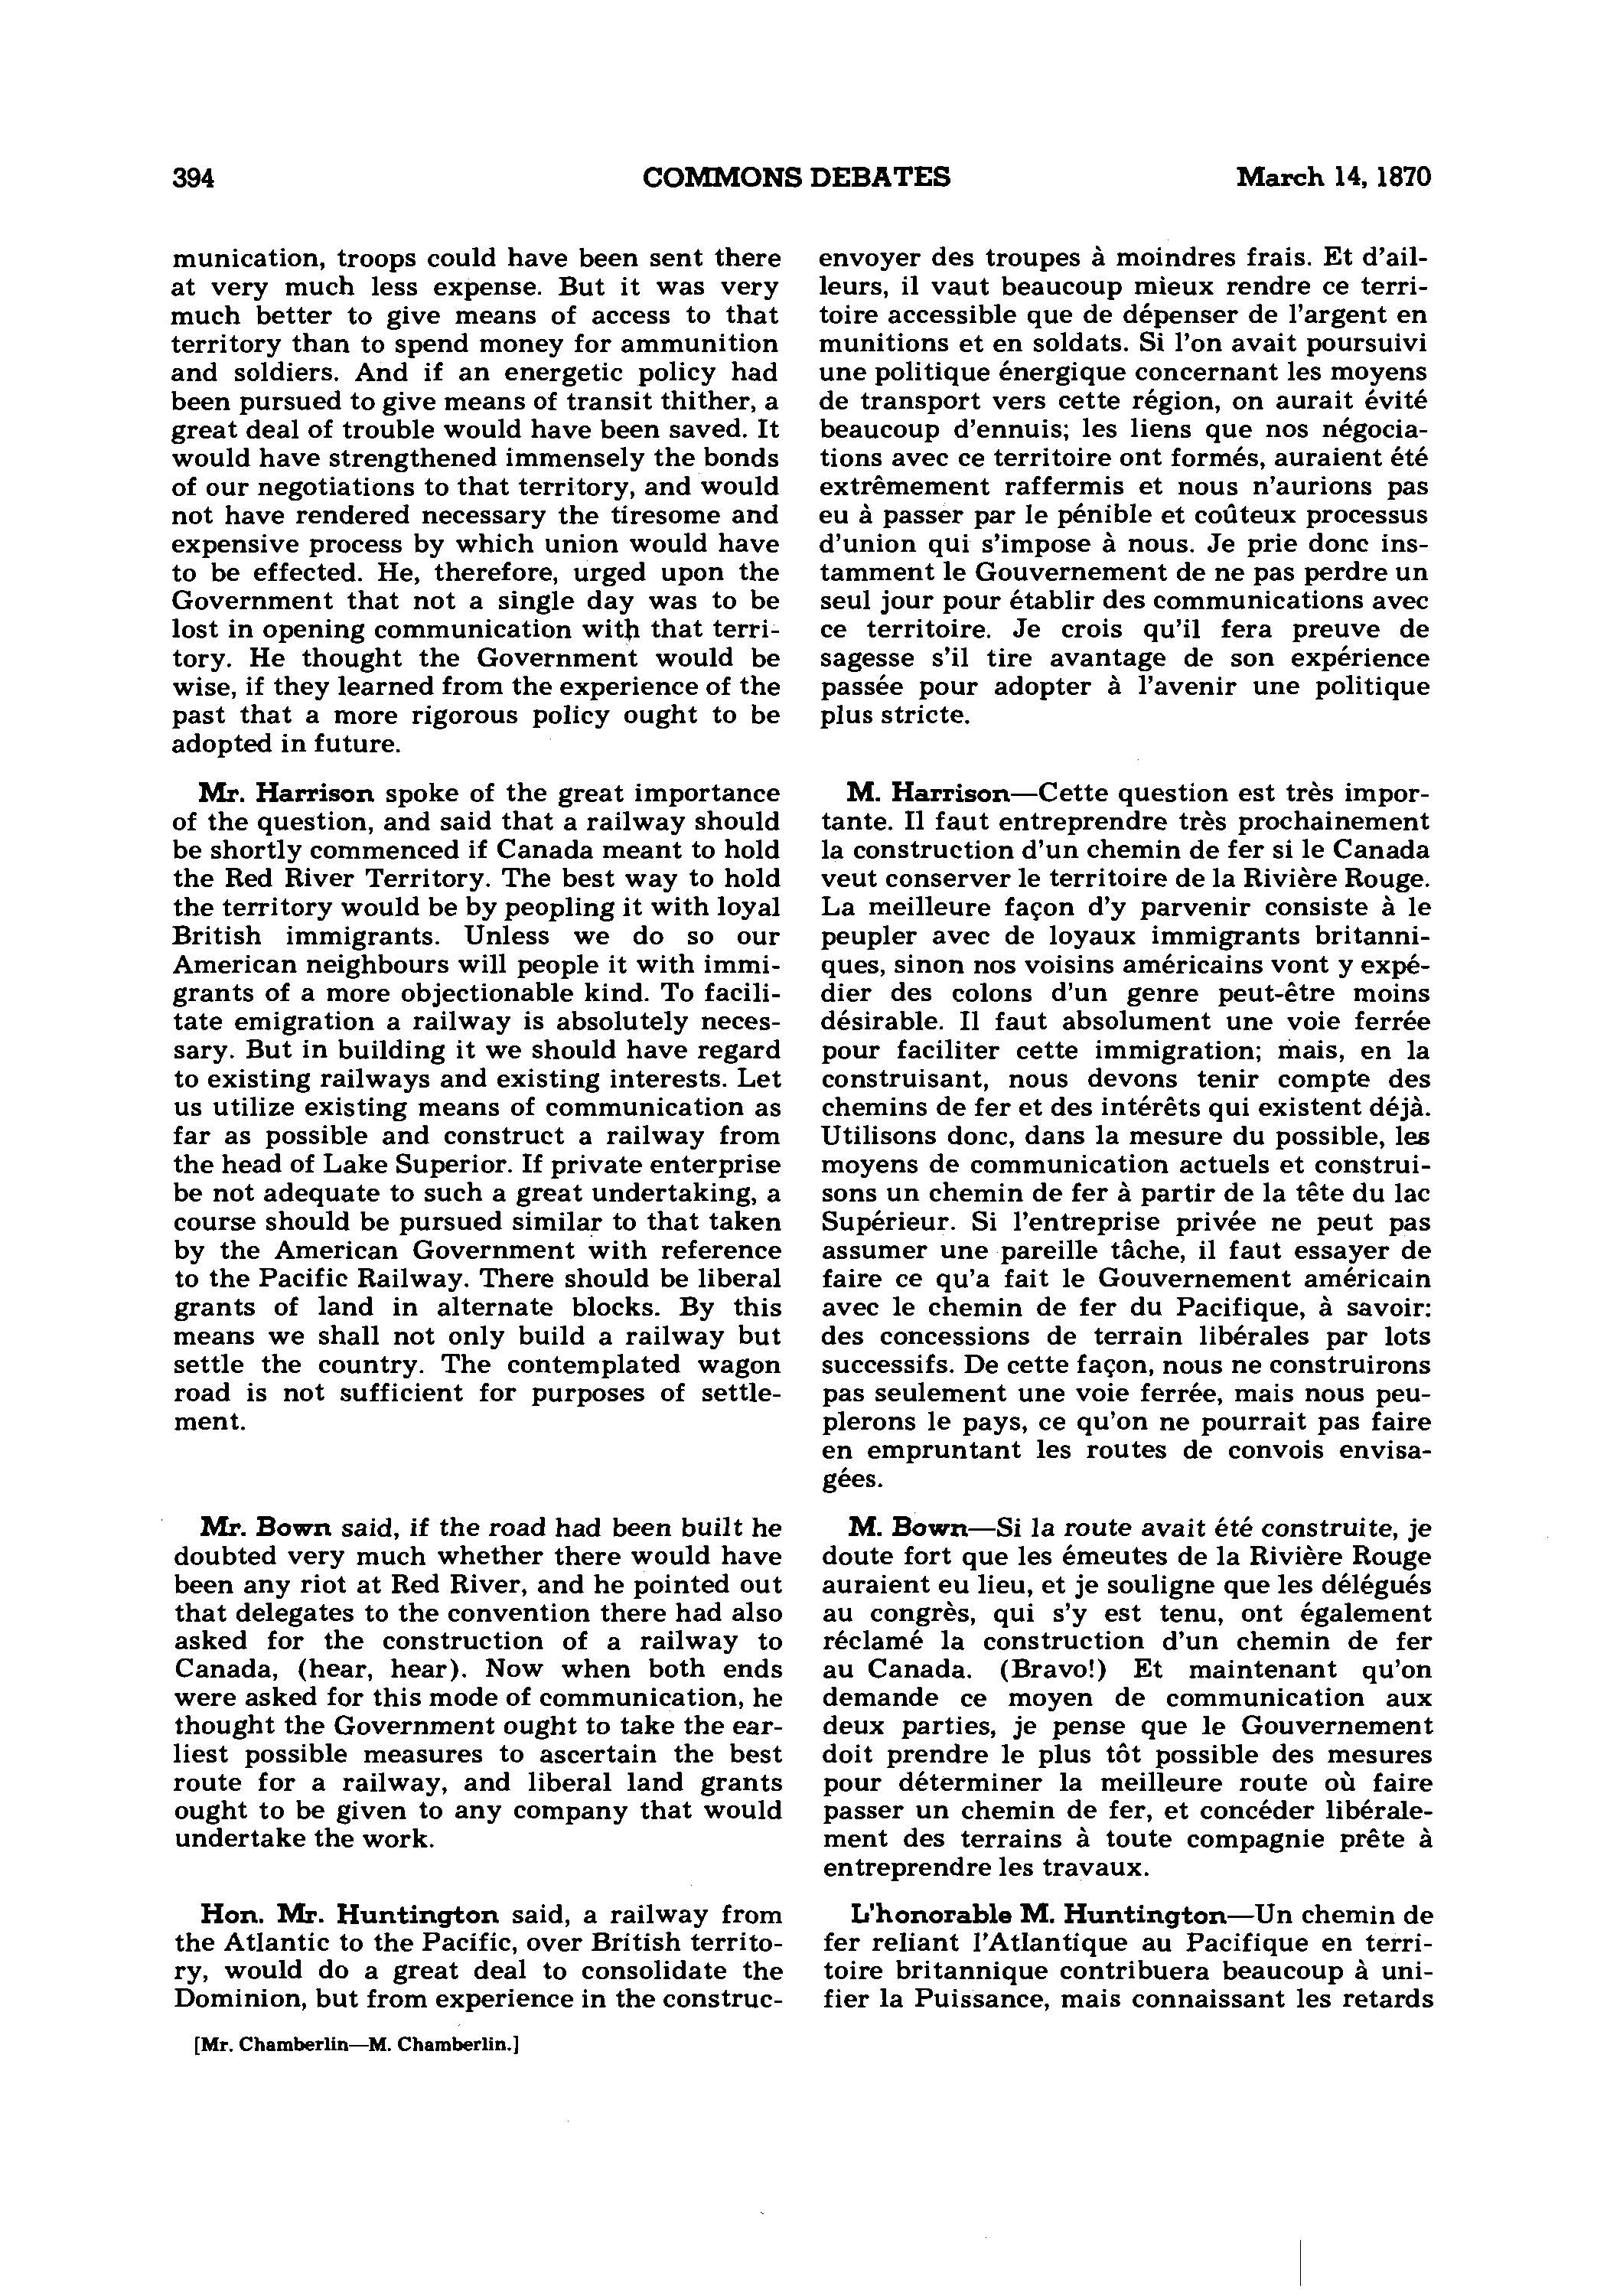 394
COMMONS DEBATES
March 14, 1870
munication, troops could have been sent there
at very much less expense. But it was very
much better to give means of access to that
territory than to spend money for ammunition
and soldiers. And if an energetic policy had
been pursued to give means of transit thither, a
great deal of trouble would have been saved. It
would have strengthened immensely the bonds
of our negotiations to that territory, and would
not have rendered necessary the tiresome and
expensive process by which union would have
to be effected. He, therefore, urged upon the
Government that not a single day was to be
lost in opening communication with that terri-
tory. He thought the Government would be
wise, if they learned from the experience of the
past that a more rigorous policy ought to be
adopted in future.
Mr. Harrison spoke of the great importance
of the question, and said that a railway should
be shortly commenced if Canada meant to hold
the Red River Territory. The best way to hold
the territory would be by peopling it with loyal
British immigrants. Unless we do so our
American neighbours will people it with immi-
grants of a more objectionable kind. To facili-
tate emigration a railway is absolutely neces-
sary. But in building it we should have regard
to existing railways and existing interests. Let
us utilize existing means of communication as
far as possible and construct a railway from
the head of Lake Superior. If private enterprise
be not adequate to such a great undertaking, a
course should be pursued similar to that taken
by the American Government with reference
to the Pacific Railway. There should be liberal
grants of land in alternate blocks. By this
means we shall not only build a railway but
settle the country. The contemplated wagon
road is not sufficient for purposes of settle-
ment.
Mr. Bown said, if the road had been built he
doubted very much whether there would have
been any riot at Red River, and he pointed out
that delegates to the convention there had also
asked for the construction of a railway to
Canada, (hear, hear). Now when both ends
were asked for this mode of communication, he
thought the Government ought to take the ear-
liest possible measures to ascertain the best
route for a railway, and liberal land grants
ought to be given to any company that would
undertake the work.
Hon. Mr. Huntington said, a railway from
the Atlantic to the Pacific, over British territo-
ry, would do a great deal to consolidate the
Dominion, but from experience in the construc-
[Mr. Chamberlin—M. Chamberlin.]
envoyer des troupes à moindres frais. Et d'ail-
leurs, il vaut beaucoup mieux rendre ce terri-
toire accessible que de dépenser de l'argent en
munitions et en soldats. Si l'on avait poursuivi
une politique énergique concernant les moyens
de transport vers cette région, on aurait évité
beaucoup d'ennuis; les liens que nos négocia-
tions avec ce territoire ont formés, auraient été
extrêmement raffermis et nous n'aurions pas
eu à passer par le pénible et coûteux processus
d'union qui s'impose à nous. Je prie donc ins-
tamment le Gouvernement de ne pas perdre un
seul jour pour établir des communications avec
ce territoire. Je crois qu'il fera preuve de
sagesse s'il tire avantage de son expérience
passée pour adopter à l'avenir une politique
plus stricte.
M. Harrison—Cette question est très impor-
tante. Il faut entreprendre très prochainement
la construction d'un chemin de fer si le Canada
veut conserver le territoire de la Rivière Rouge.
La meilleure façon d'y parvenir consiste à le
peupler avec de loyaux immigrants britanni-
ques, sinon nos voisins américains vont y expé-
dier des colons d'un genre peut-être moins
désirable. Il faut absolument une voie ferrée
pour faciliter cette immigration; mais, en la
construisant, nous devons tenir compte des
chemins de fer et des intérêts qui existent déjà.
Utilisons donc, dans la mesure du possible, les
moyens de communication actuels et construi-
sons un chemin de fer à partir de la tête du lac
Supérieur. Si l'entreprise privée ne peut pas
assumer une pareille tâche, il faut essayer de
faire ce qu'a fait le Gouvernement américain
avec le chemin de fer du Pacifique, à savoir:
des concessions de terrain libérales par lots
successifs. De cette façon, nous ne construirons
pas seulement une voie ferrée, mais nous peu-
plerons le pays, ce qu'on ne pourrait pas faire
en empruntant les routes de convois envisa-
gées.
M. Bown—Si la route avait été construite, je
doute fort que les émeutes de la Rivière Rouge
auraient eu lieu, et je souligne que les délégués
au congrès, qui s'y est tenu, ont également
réclamé la construction d'un chemin de fer
au Canada. (Bravo!) Et maintenant qu'on
demande ce moyen de communication aux
deux parties, je pense que le Gouvernement
doit prendre le plus tôt possible des mesures
pour déterminer la meilleure route où faire
passer un chemin de fer, et concéder libérale-
ment des terrains à toute compagnie prête à
entreprendre les travaux.
L'honorable M. Huntington—Un chemin de
fer reliant l'Atlantique au Pacifique en terri-
toire britannique contribuera beaucoup à uni-
fier la Puissance, mais connaissant les retards